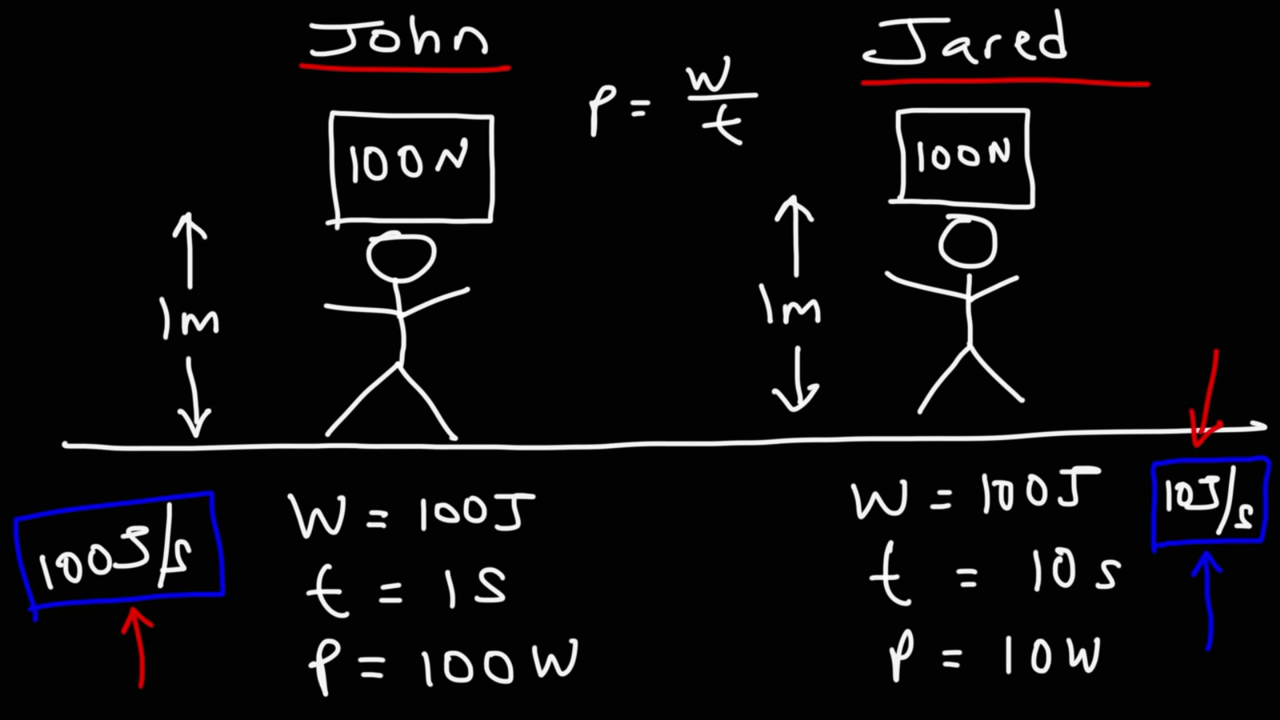 John
Jared
P = W/t
100N
100N
1m
1m
100J/s
W = 100J
t = 1s
P = 100W
W = 100J
t = 10s
P = 10W
10J/s